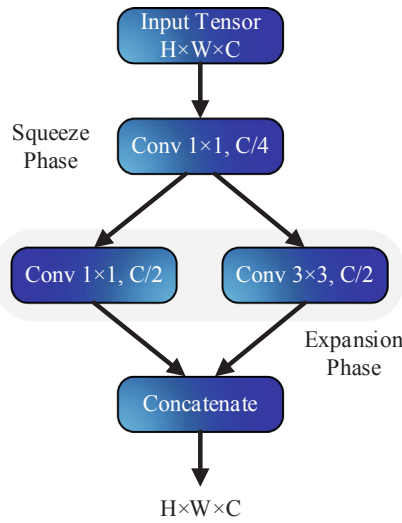 Input Tensor
H×W×C
Squeeze
Phase
Conv 1×1, C/4
Conv 1×1, C/2
Conv 3×3, C/2
Expansion
Phase
Concatenate
H×W×C